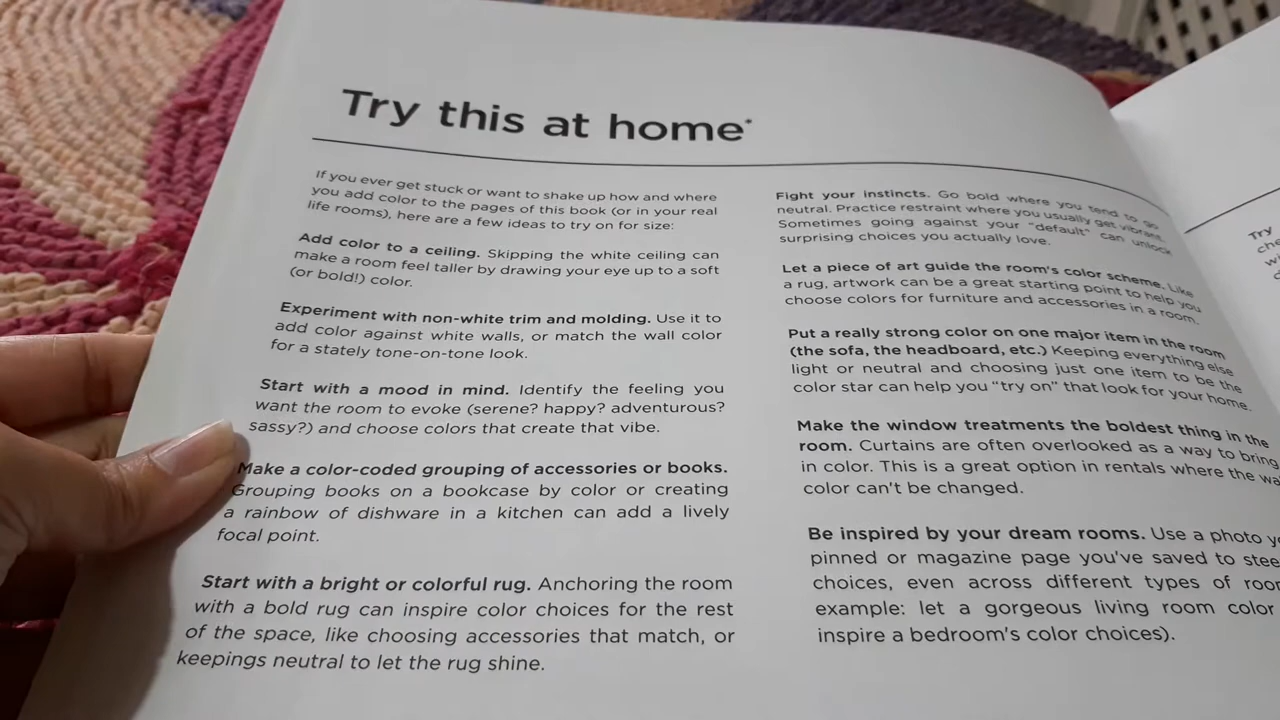 Try this at home*
If you ever get stuck or want to shake up how and where
you add color to the pages of this book (or in your real
life rooms), here are a few ideas to try on for size:
Add color to a ceiling. Skipping the white ceiling can
make a room feel taller by drawing your eye up to a soft
(or bold!) color.
Experiment with non-white trim and molding. Use it to
add color against white walls, or match the wall color
for a stately tone-on-tone look.
Start with a mood in mind. Identify the feeling you
want the room to evoke (serene? happy? adventurous?
sassy?) and choose colors that create that vibe.
Make a color-coded grouping of accessories or books.
Grouping books on a bookcase by color or creating
a rainbow of dishware in a kitchen can add a lively
focal point.
Start with a bright or colorful rug. Anchoring the room
with a bold rug can inspire color choices for the rest
of the space, like choosing accessories that match, or
keepings neutral to let the rug shine.
Fight your instincts. Go bold where you tend to go
neutral. Practice restraint where you usually get vibrant.
Sometimes going against your "default" can unlock
surprising choices you actually love.
Let a piece of art guide the room's color scheme. Like
a rug, artwork can be a great starting point to help you
choose colors for furniture and accessories in a room.
Put a really strong color on one major item in the room
(the sofa, the headboard, etc.) Keeping everything else
light or neutral and choosing just one item to be the
color star can help you "try on" that look for your home.
Make the window treatments the boldest thing in the
room. Curtains are often overlooked as a way to bring
in color. This is a great option in rentals where the wa
color can't be changed.
Be inspired by your dream rooms. Use a photo
pinned or magazine page you've saved to
choices, even across different types of
example: let a gorgeous living room color
inspire a bedroom's color choices).
Try